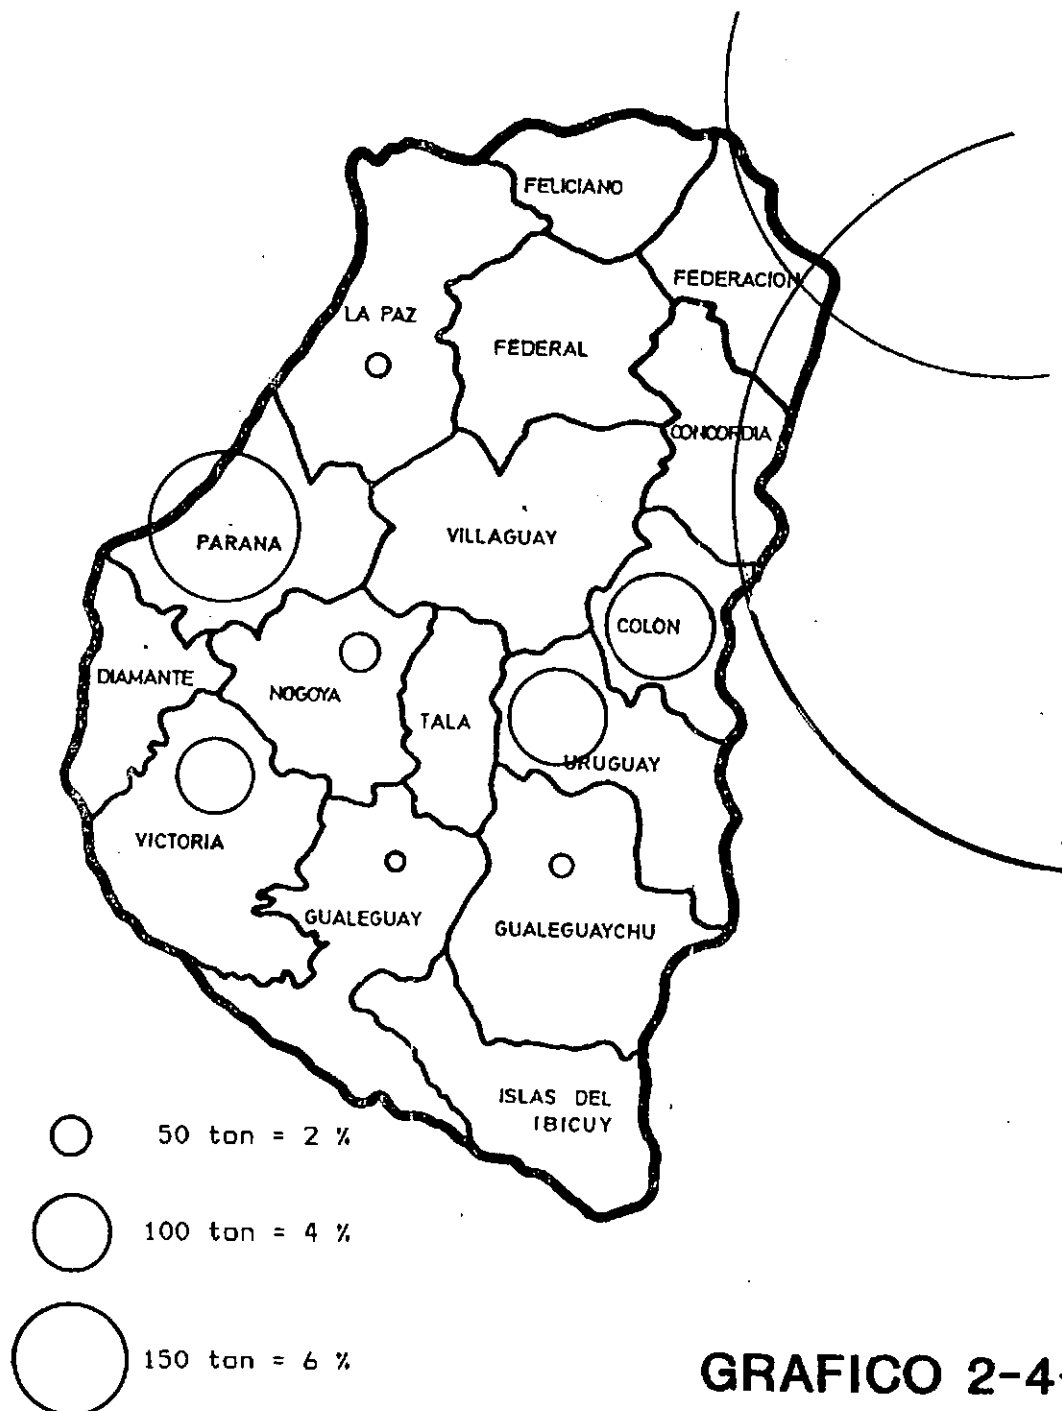 FELICIANO
FEDERACION
LA PAZ
FEDERAL
CONCORDIA
PARANA
VILLAGUAY
COLON
DIAMANTE
NOGOYA
TALA
URUGUAY
VICTORIA
GUALEGUAY
GUALEGUAYCHU
ISLAS DEL
IBICUY
50 ton = 2 %
100 ton = 4 %
150 ton = 6 %
GRAFICO 2-4-